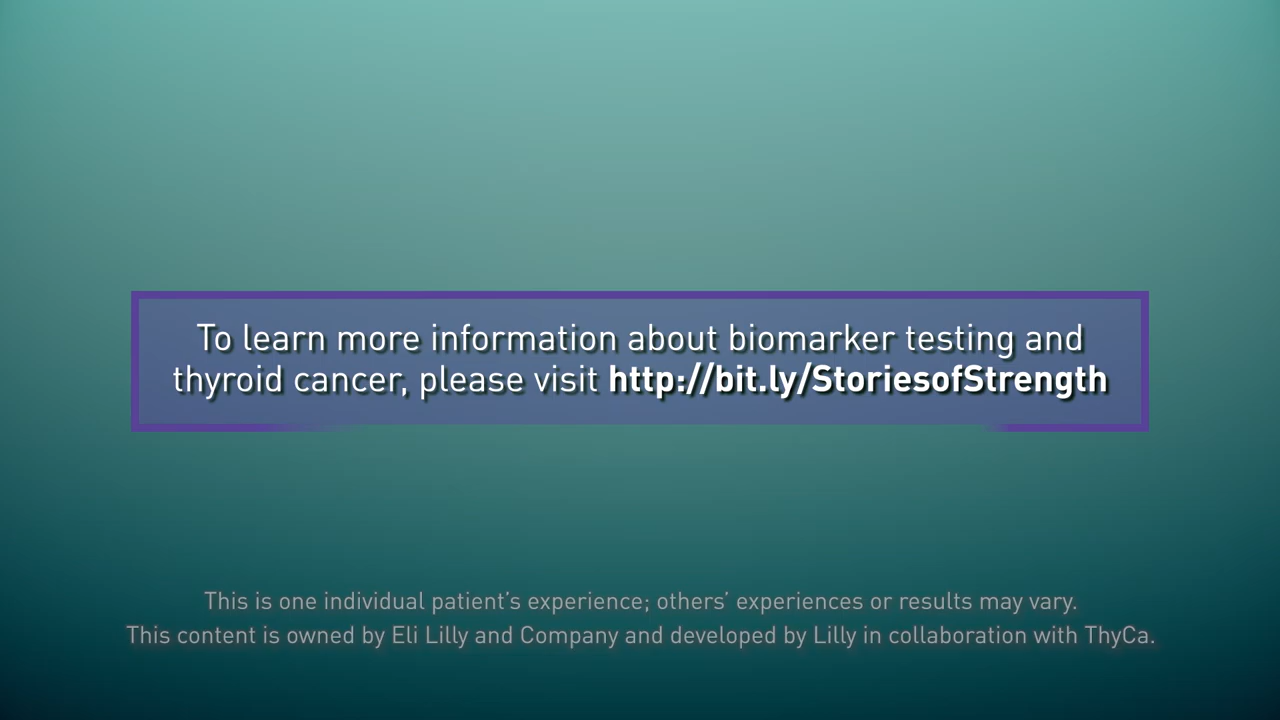 To learn more information about biomarker testing and
thyroid cancer, please visit http://bit.ly/StoriesofStrength
This is one individual patient’s experience; others’ experiences or results may vary.
This content is owned by Eli Lilly and Company and developed by Lilly in collaboration with ThyCa.